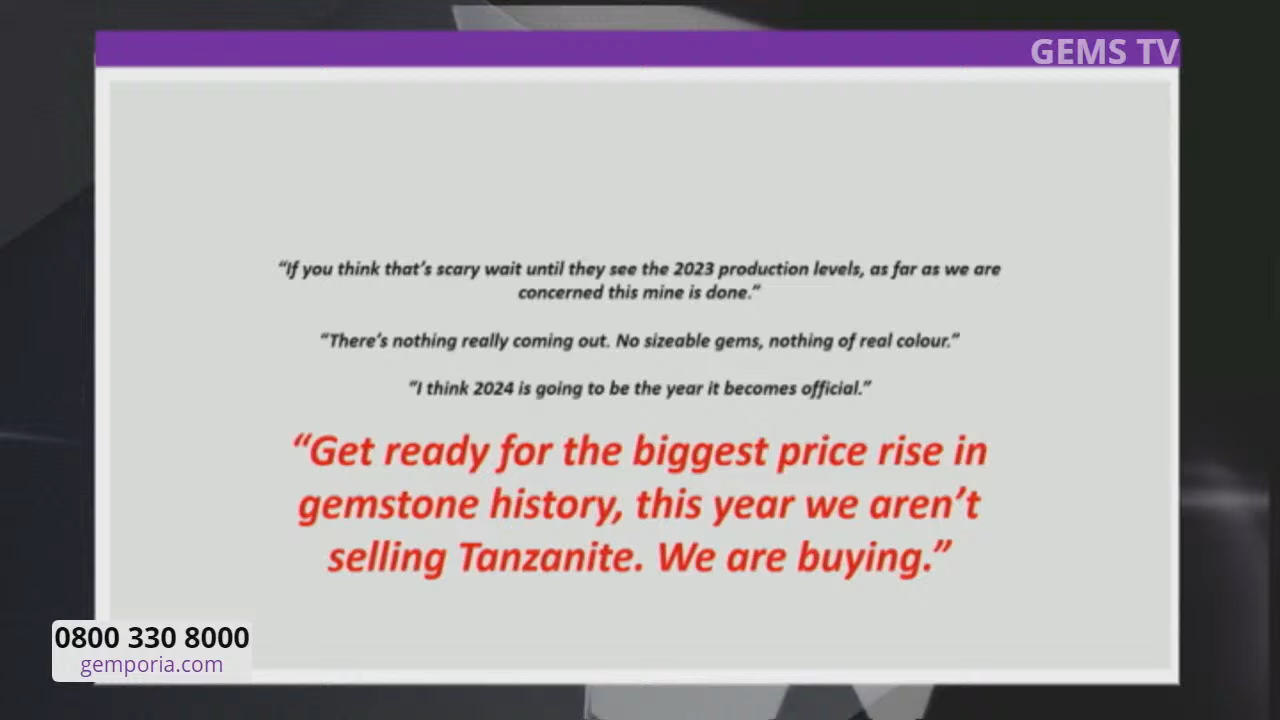 GEMS TV
“If you think that’s scary wait until they see the 2023 production levels, as far as we are
concerned this mine is done.”
“There’s nothing really coming out. No sizeable gems, nothing of real colour.”
“I think 2024 is going to be the year it becomes official.”
“Get ready for the biggest price rise in
gemstone history, this year we aren’t
selling Tanzanite. We are buying.”
0800 330 8000
gemporia.com